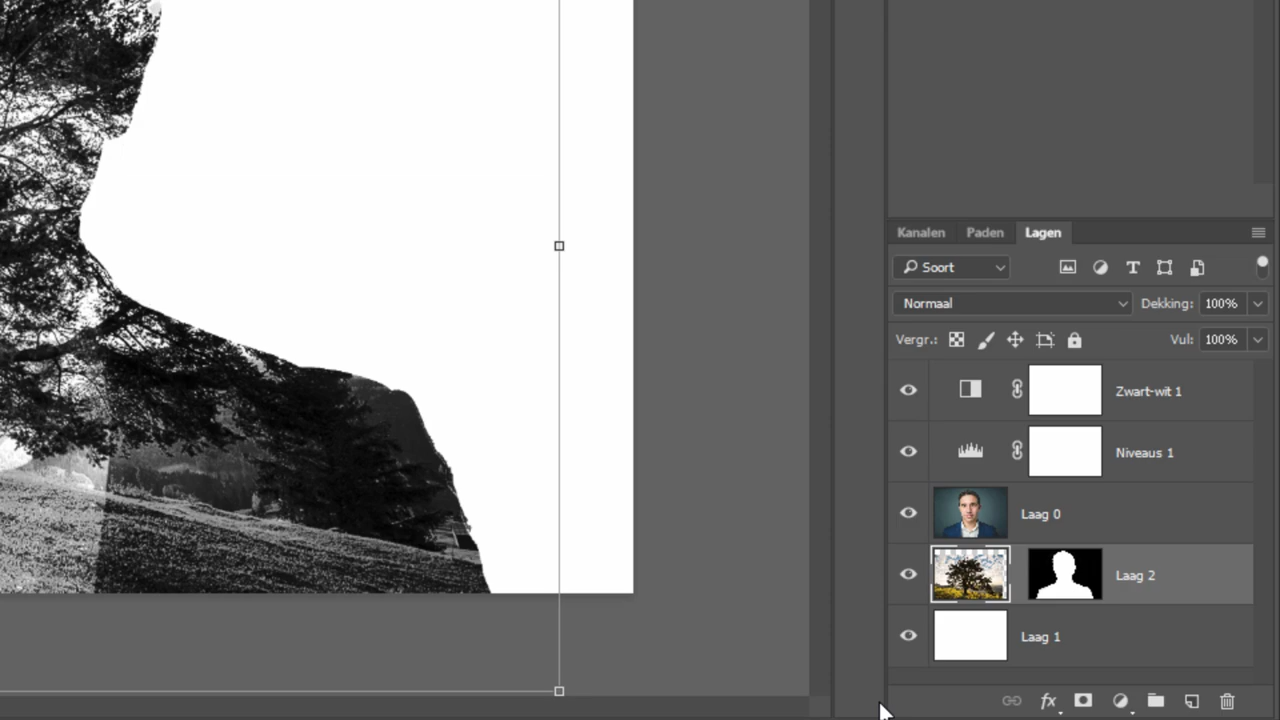 Kanalen Paden Lagen
Soort
Normaal Dekking: 100%
Vergr.: Vul: 100%
Zwart-wit 1
Niveaus 1
Laag 0
Laag 2
Laag 1
fx